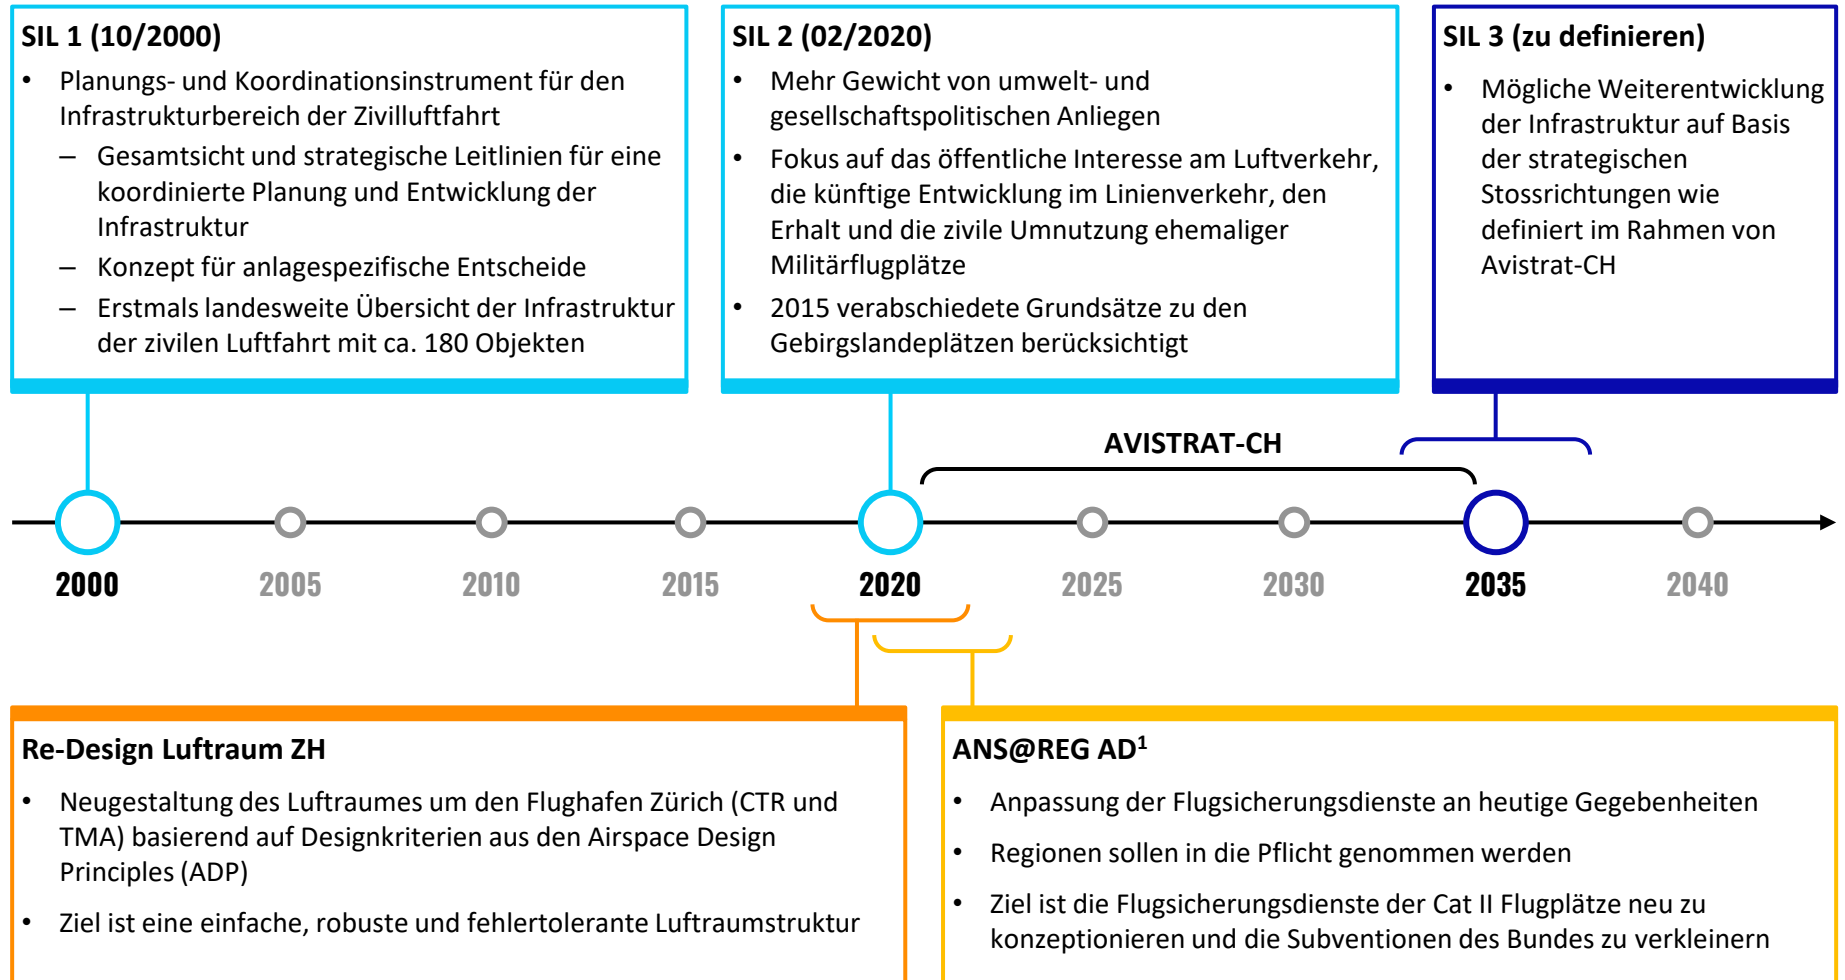 SIL 1 (10/2000)
• Planungs- und Koordinationsinstrument für den
Infrastrukturbereich der Zivilluftfahrt
– Gesamtsicht und strategische Leitlinien für eine
koordinierte Planung und Entwicklung der
Infrastruktur
– Konzept für anlagespezifische Entscheide
– Erstmals landesweite Übersicht der Infrastruktur
der zivilen Luftfahrt mit ca. 180 Objekten
SIL 2 (02/2020)
• Mehr Gewicht von umwelt- und
gesellschaftspolitischen Anliegen
• Fokus auf das öffentliche Interesse am Luftverkehr,
die künftige Entwicklung im Linienverkehr, den
Erhalt und die zivile Umnutzung ehemaliger
Militärflugplätze
• 2015 verabschiedete Grundsätze zu den
Gebirgslandeplätzen berücksichtigt
SIL 3 (zu definieren)
• Mögliche Weiterentwicklung
der Infrastruktur auf Basis
der strategischen
Stossrichtungen wie
definiert im Rahmen von
Avistrat-CH
AVISTRAT-CH
2000 2005 2010 2015 2020 2025 2030 2035 2040
Re-Design Luftraum ZH
• Neugestaltung des Luftraumes um den Flughafen Zürich (CTR und
TMA) basierend auf Designkriterien aus den Airspace Design
Principles (ADP)
• Ziel ist eine einfache, robuste und fehlertolerante Luftraumstruktur
ANS@REG AD¹
• Anpassung der Flugsicherungsdienste an heutige Gegebenheiten
• Regionen sollen in die Pflicht genommen werden
• Ziel ist die Flugsicherungsdienste der Cat II Flugplätze neu zu
konzeptionieren und die Subventionen des Bundes zu verkleinern